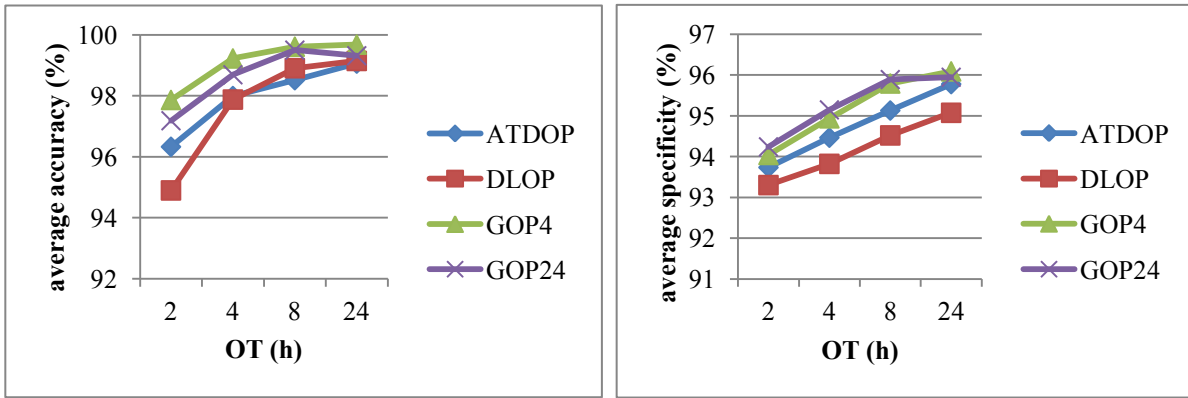 average accuracy (%)
100
98
96
94
92
2 4 8 24
OT (h)
ATDOP
DLOP
GOP4
GOP24
average specificity (%)
97
96
95
94
93
92
91
2 4 8 24
OT (h)
ATDOP
DLOP
GOP4
GOP24